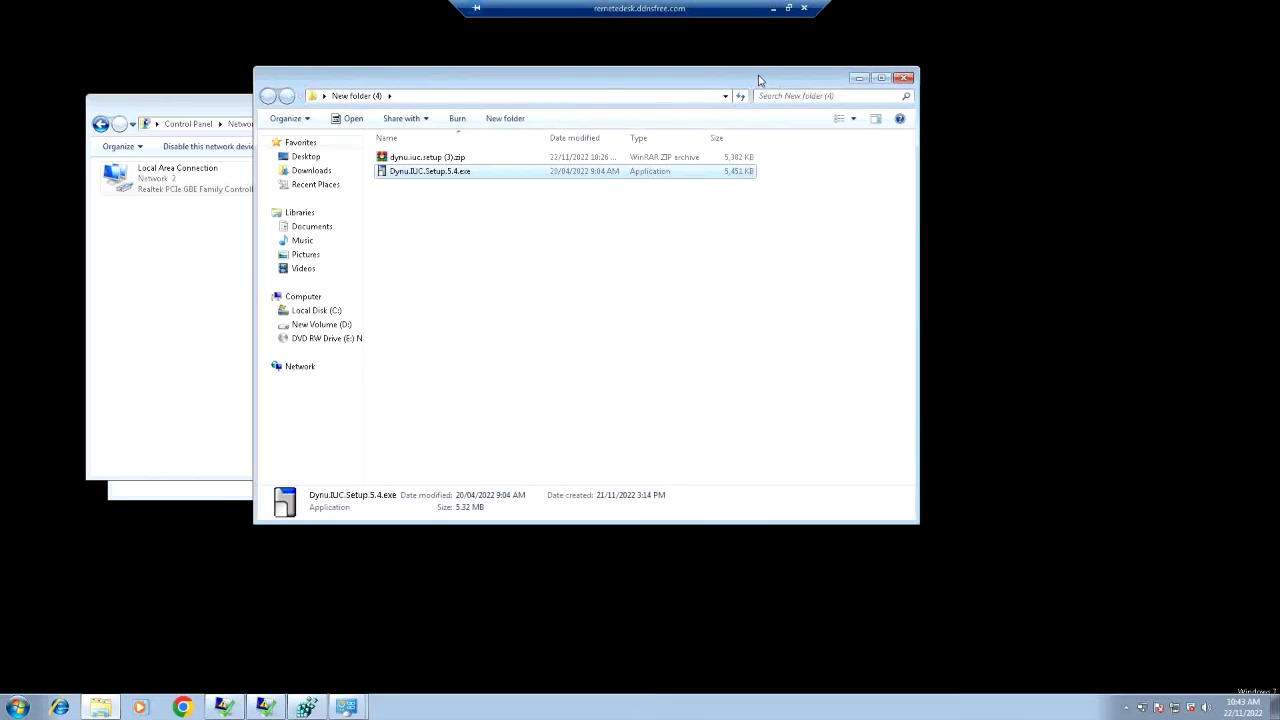 remetedesk.ddnsfree.com
New folder (4)
Search New folder (4)
Organize
Open
Share with
Burn
New folder
Control Panel
Netwo
Organize
Disable this network devic
Local Area Connection
Network 2
Realtek PCIe GBE Family Controll
Favorites
Desktop
Downloads
Recent Places
Libraries
Documents
Music
Pictures
Videos
Computer
Local Disk (C:)
New Volume (D:)
DVD RW Drive (E:) N
Network
Name Date modified Type Size
dynu.iuc.setup (3).zip 22/11/2022 10:26 ... WinRAR ZIP archive 5,382 KB
Dynu.IUC.Setup.5.4.exe 20/04/2022 9:04 AM Application 5,451 KB
Dynu.IUC.Setup.5.4.exe Date modified: 20/04/2022 9:04 AM Date created: 21/11/2022 3:14 PM
Application Size: 5.32 MB
Windows 7
10:43 AM
22/11/2022